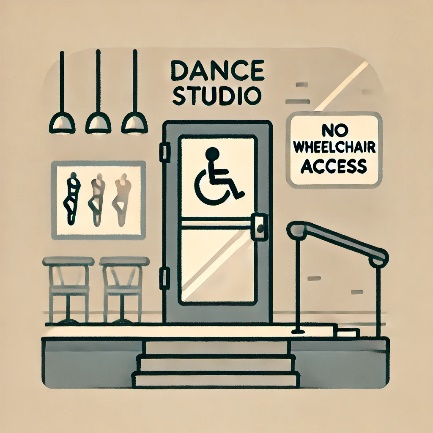 DANCE
STUDIO
NO
WHEELCHAIR
ACCESS